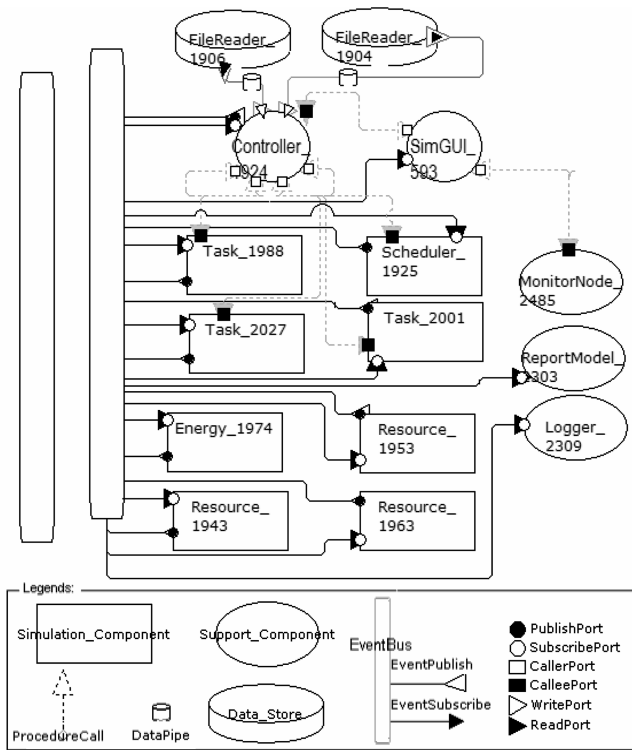 FileReader_
1906
FileReader_
1904
Controller_
1924
SimGUI_
593
Task_1988
Scheduler_
1925
MonitorNode_
2485
Task_2027
Task_2001
ReportModel_
2303
Energy_1974
Resource_
1953
Logger_
2309
Resource_
1943
Resource_
1963
Legends:
Simulation_Component
Support_Component
EventBus
EventPublish
EventSubscribe
ProcedureCall
DataPipe
Data_Store
PublishPort
SubscribePort
CallerPort
CalleePort
WritePort
ReadPort